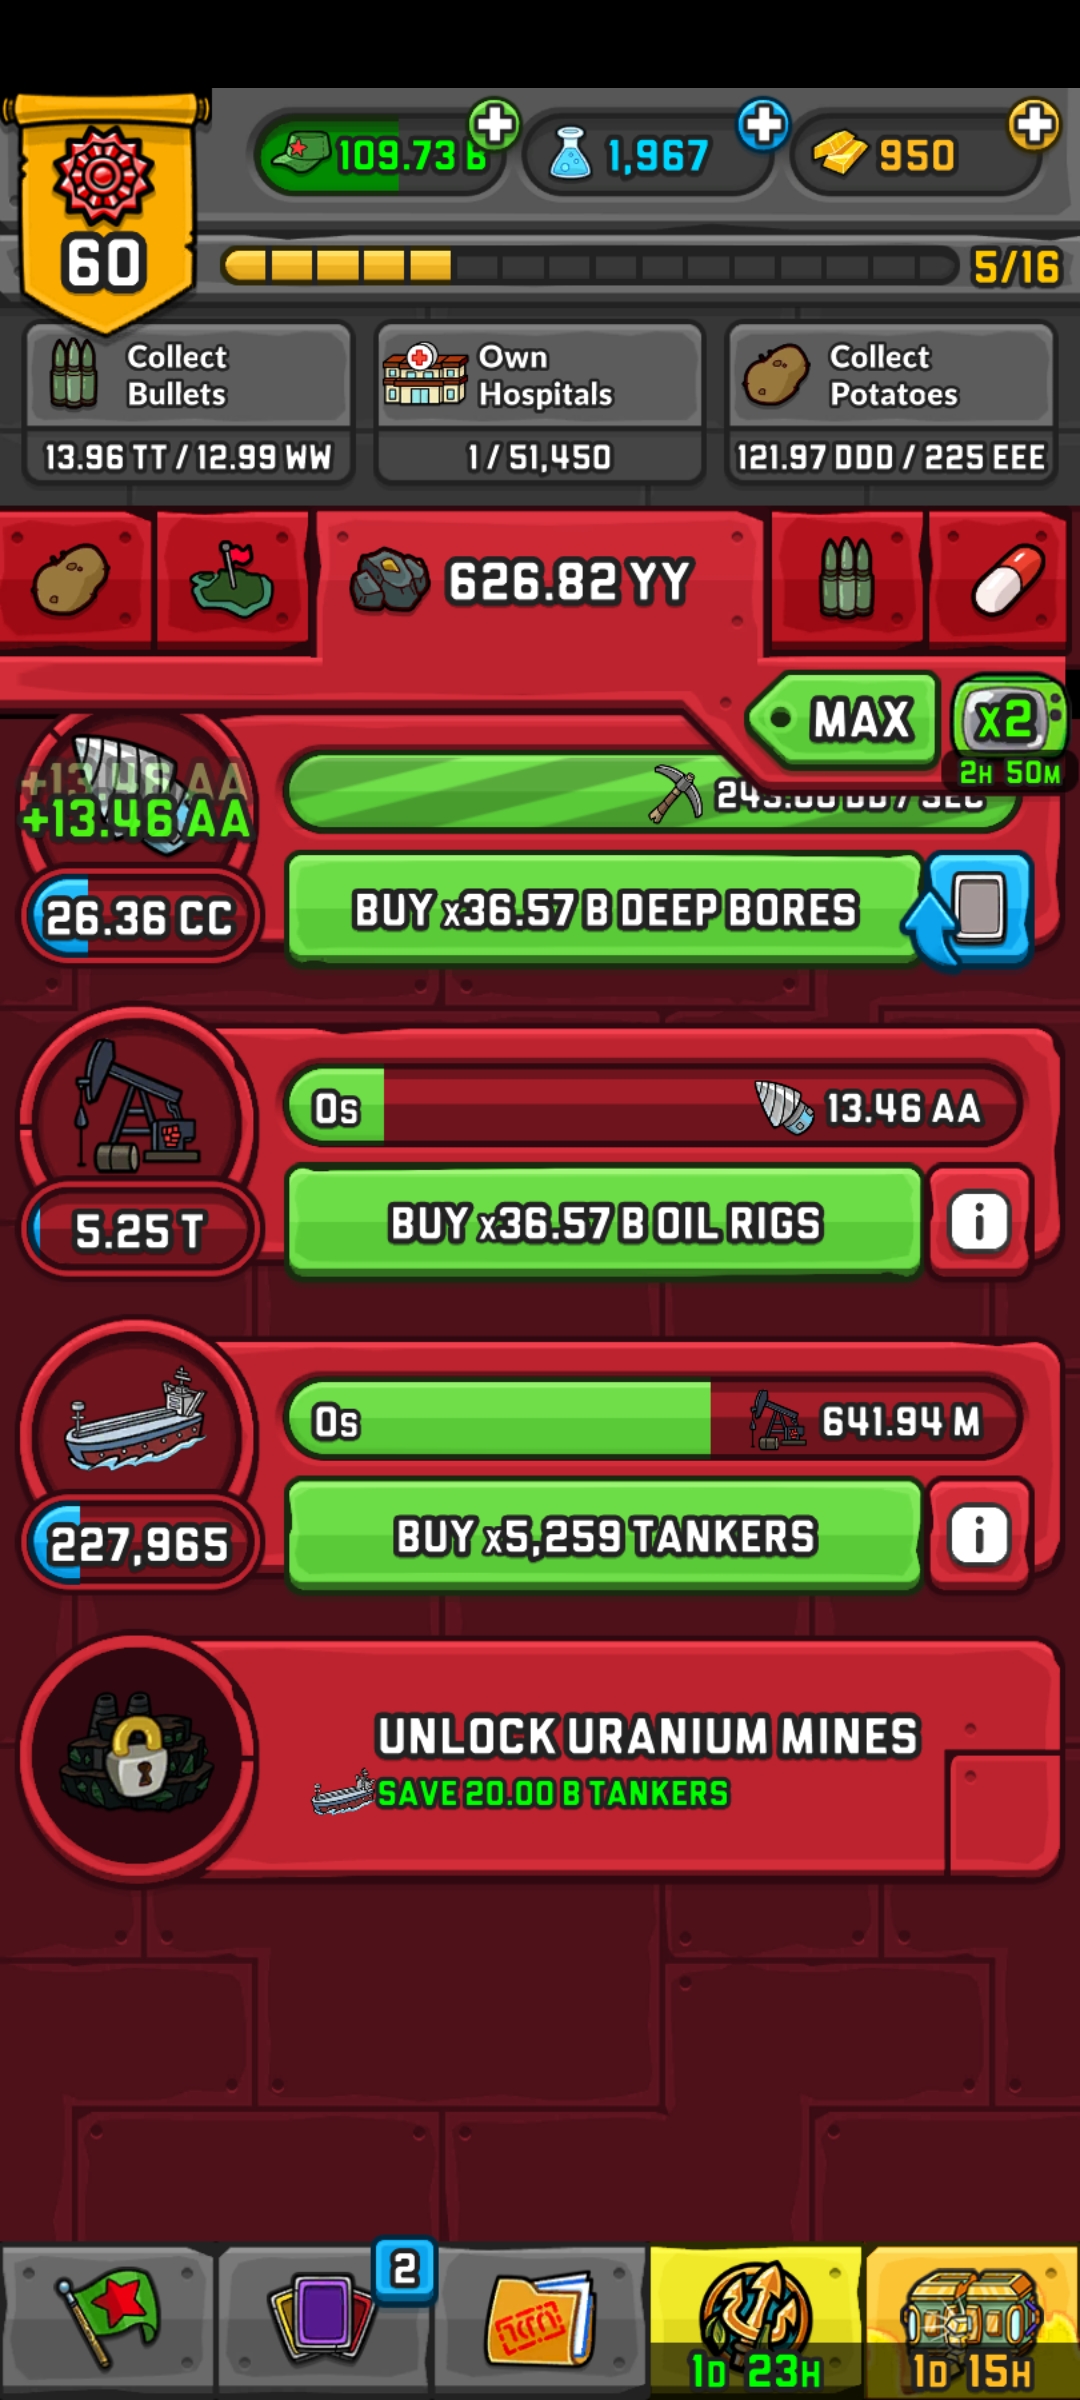 109.73 B
1,967
950
60
5/16
Collect
Bullets
13.96 TT / 12.99 WW
Own
Hospitals
1 / 51,450
Collect
Potatoes
121.97 DDD / 225 EEE
626.82 YY
MAX
x2
2H 50M
+13.46 AA
+13.46 AA
26.36 CC
BUY x36.57 B DEEP BORES
0s
13.46 AA
5.25 T
BUY x36.57 B OIL RIGS
i
0s
641.94 M
227,965
BUY x5,259 TANKERS
i
UNLOCK URANIUM MINES
SAVE 20.00 B TANKERS
2
1D 23H
1D 15H